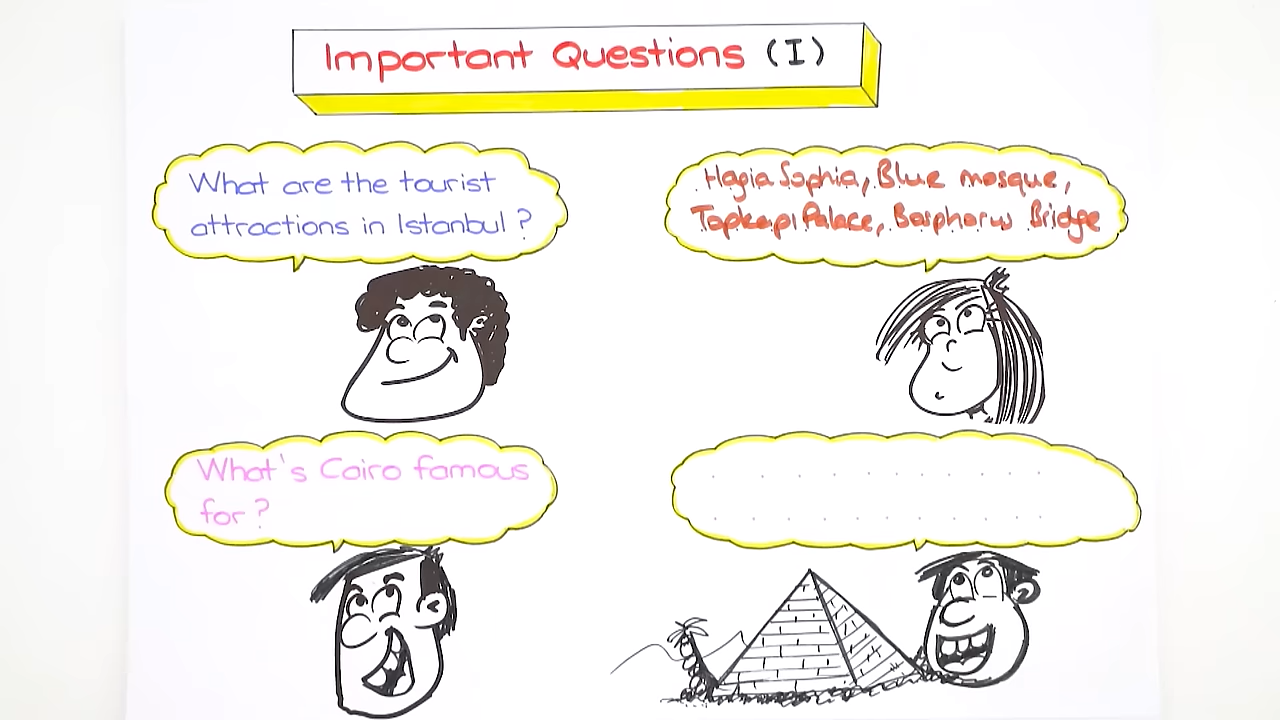 Important Questions (I)
What are the tourist
attractions in Istanbul ?
Hagia Sophia, Blue mosque,
Topkapı Palace, Bosphorus Bridge
What's Cairo famous
for ?